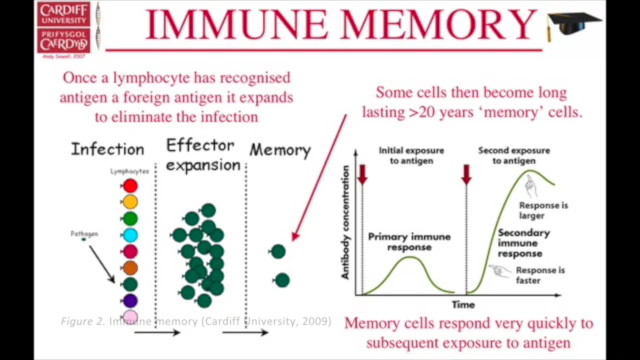 CARDIFF
UNIVERSITY
PRIFYSGOL
CAERDYDD
Andy Sewell, 2007
IMMUNE MEMORY
Once a lymphocyte has recognised
antigen a foreign antigen it expands
to eliminate the infection
Some cells then become long
lasting >20 years ‘memory’ cells.
Infection
Effector
expansion
Memory
Lymphocytes
Pathogen
Initial exposure
to antigen
Second exposure
to antigen
Antibody concentration
Primary immune
response
Response is
larger
Secondary
immune
response
Response is
faster
Time
Figure 2. Immune memory (Cardiff University, 2009)
Memory cells respond very quickly to
subsequent exposure to antigen